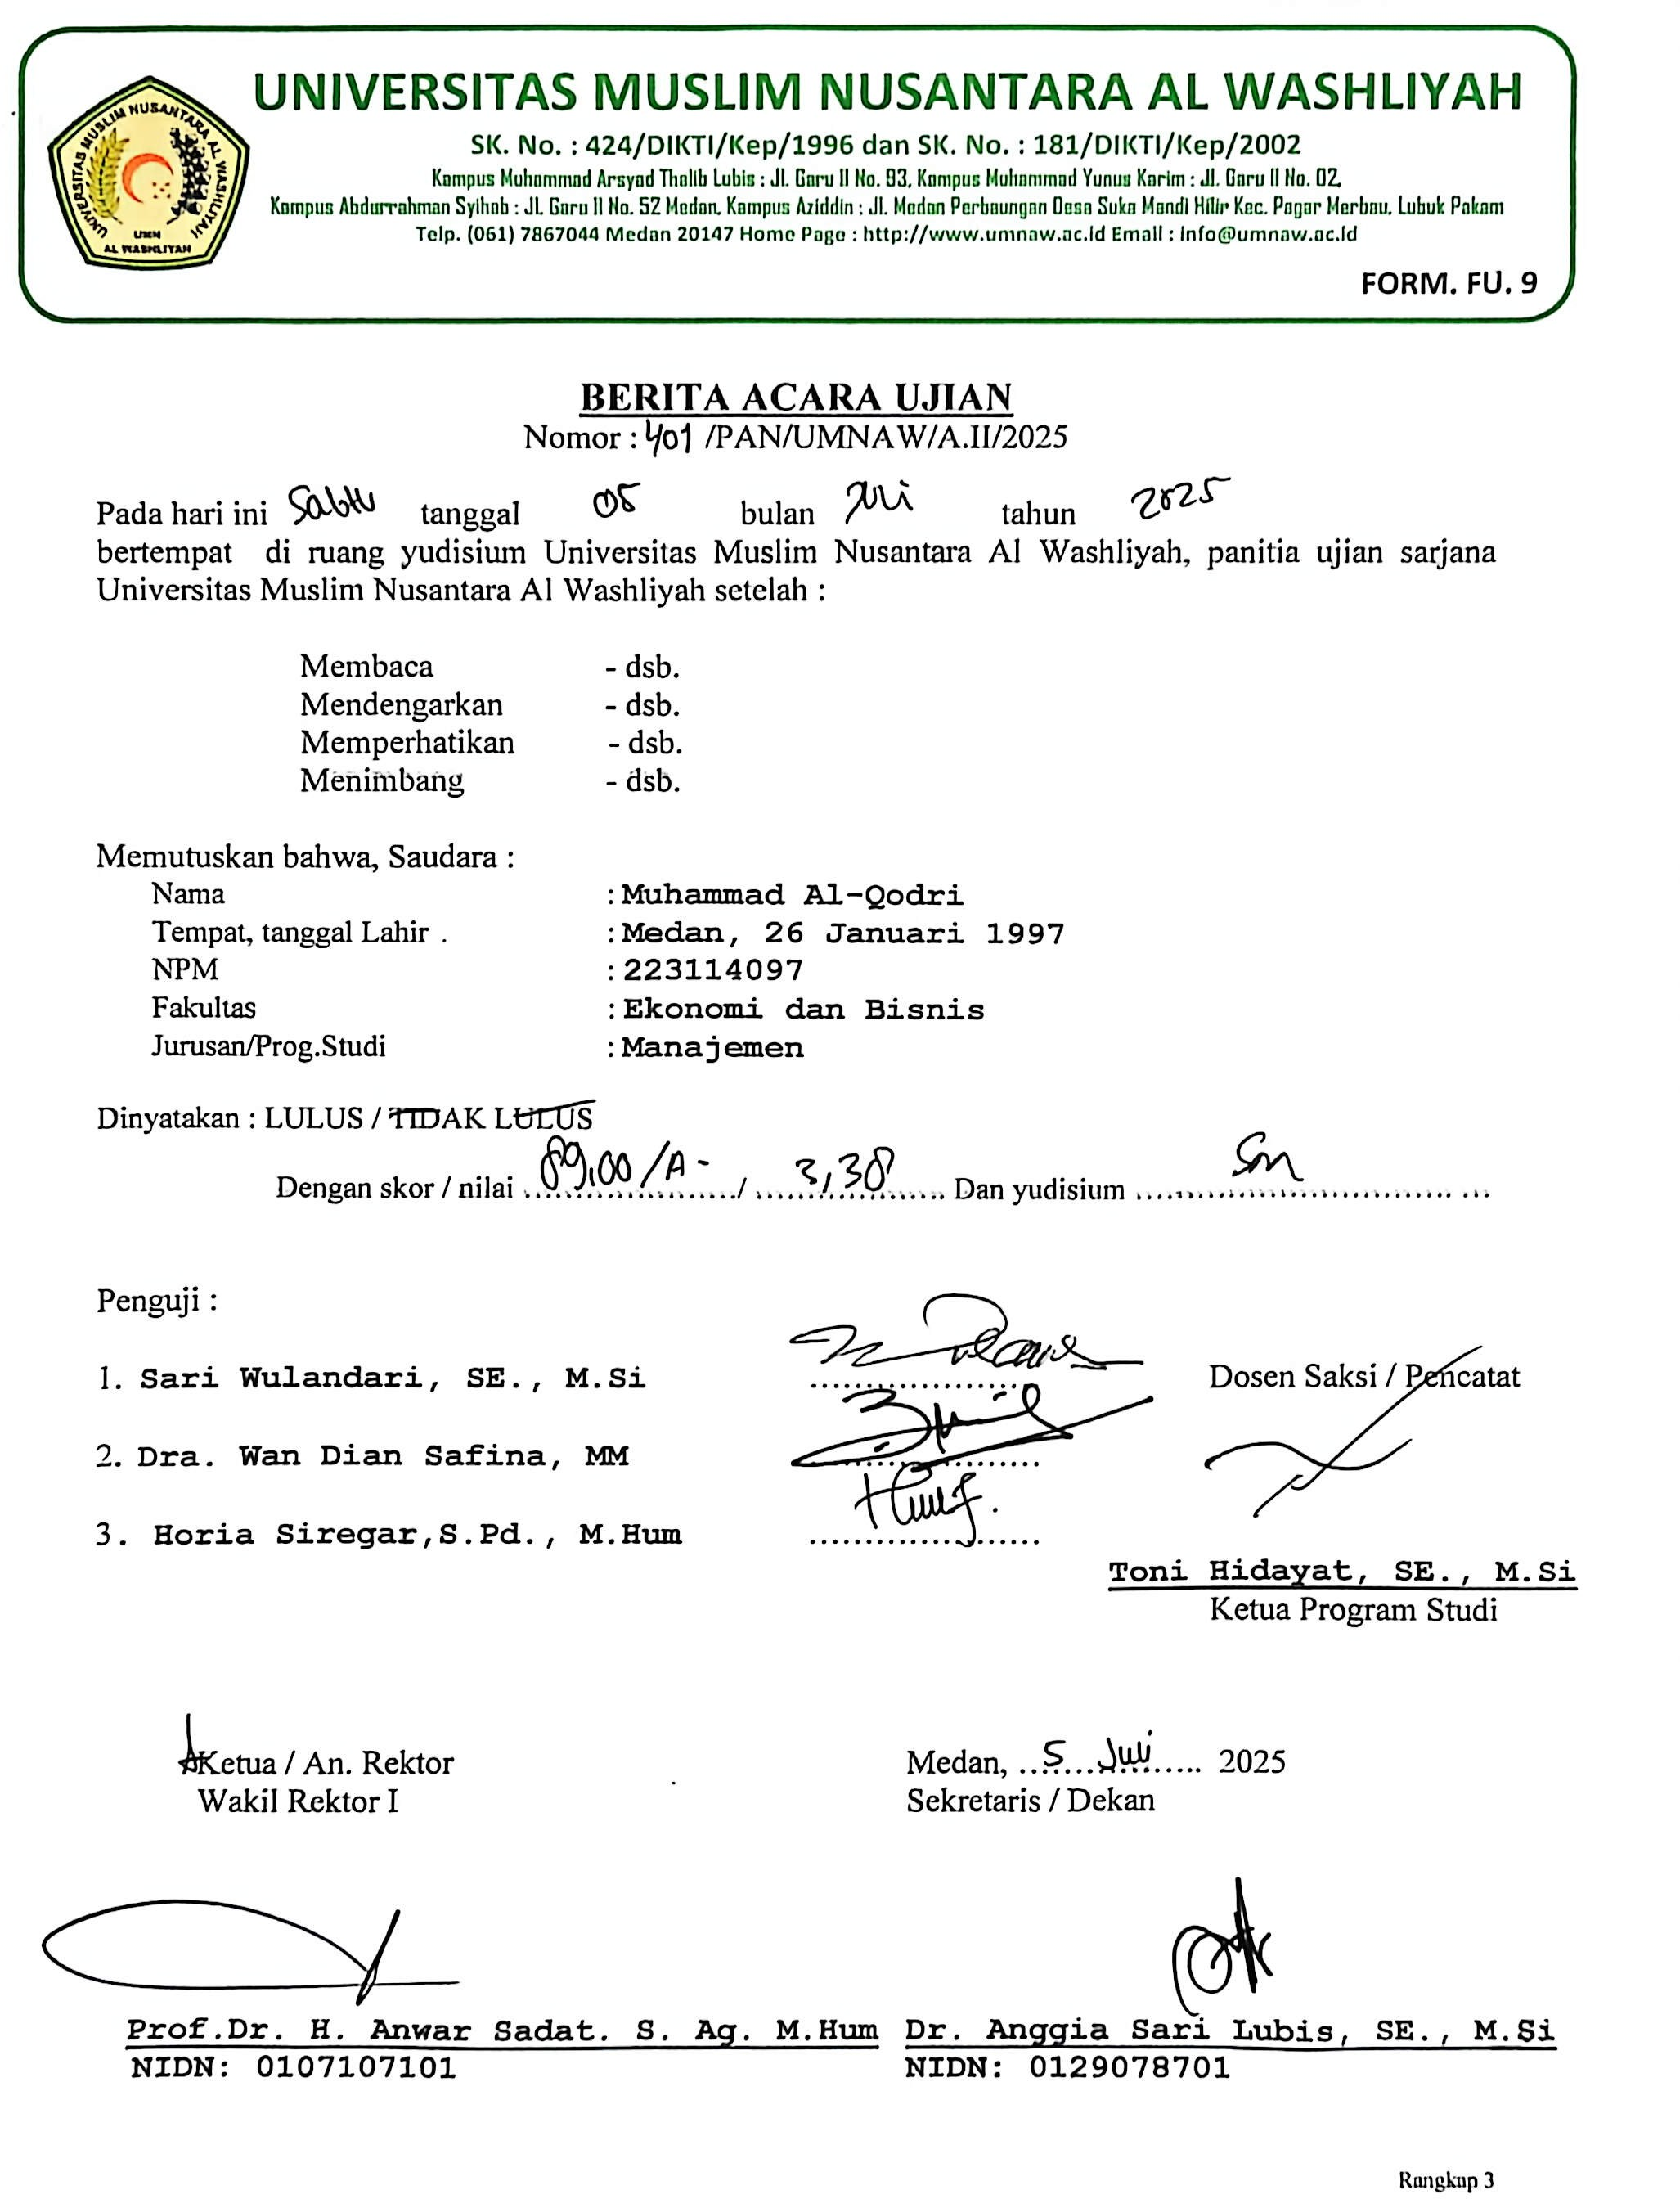 UNIVERSITAS MUSLIM NUSANTARA AL WASHLIYAH
SK. No. : 424/DIKTI/Kep/1996 dan SK. No. : 181/DIKTI/Kep/2002
Kampus Muhammad Arsyad Thalib Lubis : Jl. Garu II No. 93, Kampus Muhammad Yunus Karim : Jl. Garu II No. 02,
Kampus Abdurrahman Syihab : Jl. Garu II No. 52 Medan, Kampus Aziddin : Jl. Medan Perbaungan Desa Suka Mandi Hilir Kec. Pagar Merbau, Lubuk Pakam
Telp. (061) 7867044 Medan 20147 Home Page : http://www.umnaw.ac.id Email : info@umnaw.ac.id
UNIVERSITAS MUSLIM NUSANTARA AL WASHLIYAH
UMN
AL WASHLIYAH
FORM. FU. 9
BERITA ACARA UJIAN
Nomor : 401 /PAN/UMNAW/A.II/2025
Pada hari ini Sabtu tanggal 05 bulan Juli tahun 2025
bertempat di ruang yudisium Universitas Muslim Nusantara Al Washliyah, panitia ujian sarjana
Universitas Muslim Nusantara Al Washliyah setelah :
Membaca - dsb.
Mendengarkan - dsb.
Memperhatikan - dsb.
Menimbang - dsb.
Memutuskan bahwa, Saudara :
Nama : Muhammad Al-Qodri
Tempat, tanggal Lahir . : Medan, 26 Januari 1997
NPM : 223114097
Fakultas : Ekonomi dan Bisnis
Jurusan/Prog.Studi : Manajemen
Dinyatakan : LULUS / TIDAK LULUS
Dengan skor / nilai 89,00/A- / 3,38 Dan yudisium
Penguji :
1. Sari Wulandari, SE., M.Si
Dosen Saksi / Pencatat
2. Dra. Wan Dian Safina, MM
3. Horia Siregar,S.Pd., M.Hum
Toni Hidayat, SE., M.Si
Ketua Program Studi
Ketua / An. Rektor
Wakil Rektor I
Medan, 5 Juli 2025
Sekretaris / Dekan
Prof.Dr. H. Anwar Sadat. S. Ag. M.Hum
NIDN: 0107107101
Dr. Anggia Sari Lubis, SE., M.Si
NIDN: 0129078701
Rangkap 3